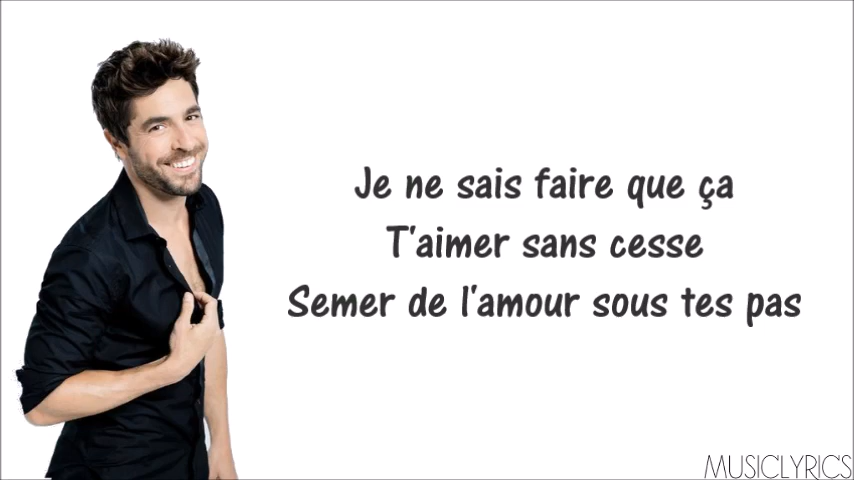 Je ne sais faire que ça
T'aimer sans cesse
Semer de l'amour sous tes pas
MUSICLYRICS